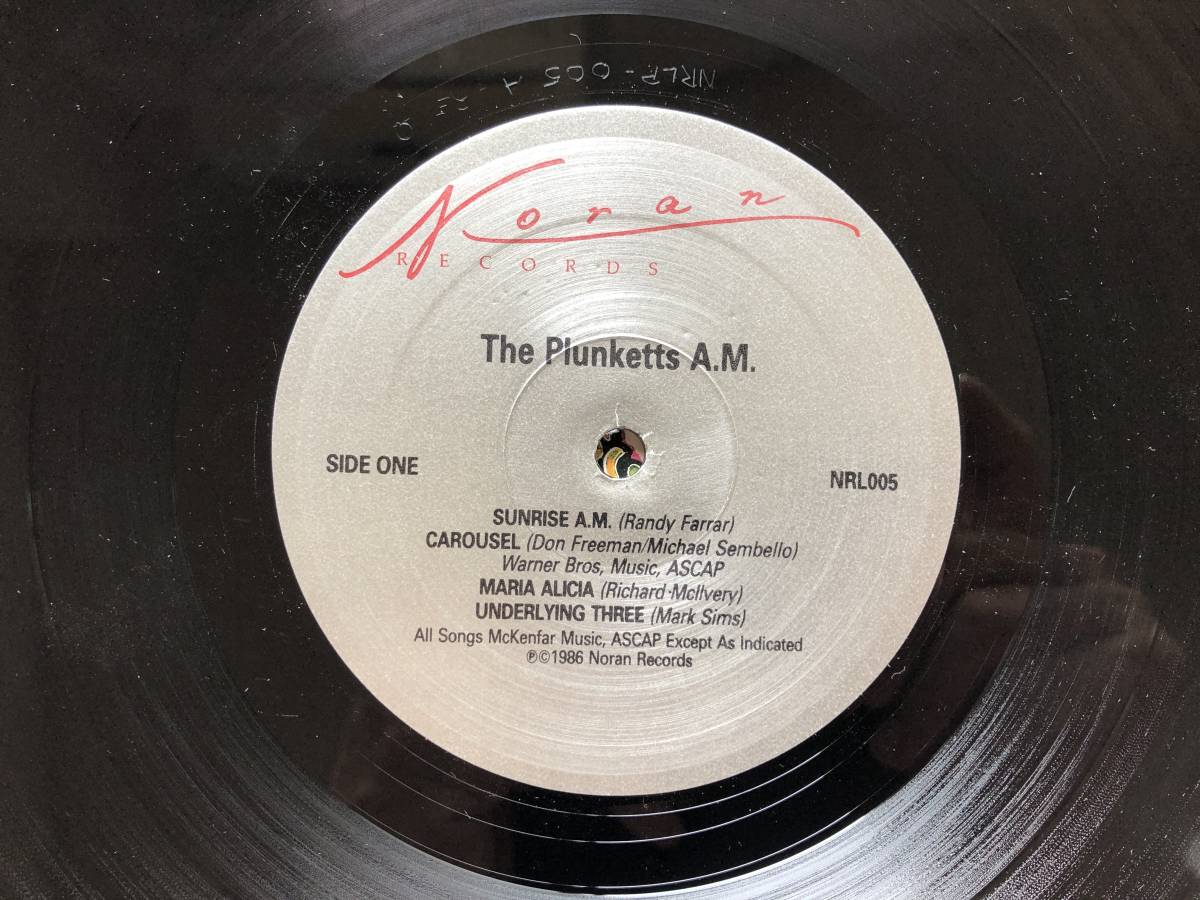 NRLP-005 A
Noran
RECORDS
The Plunketts A.M.
SIDE ONE
NRL005
SUNRISE A.M. (Randy Farrar)
CAROUSEL (Don Freeman/Michael Sembello)
Warner Bros, Music, ASCAP
MARIA ALICIA (Richard McIlvery)
UNDERLYING THREE (Mark Sims)
All Songs McKenfar Music, ASCAP Except As Indicated
℗©1986 Noran Records